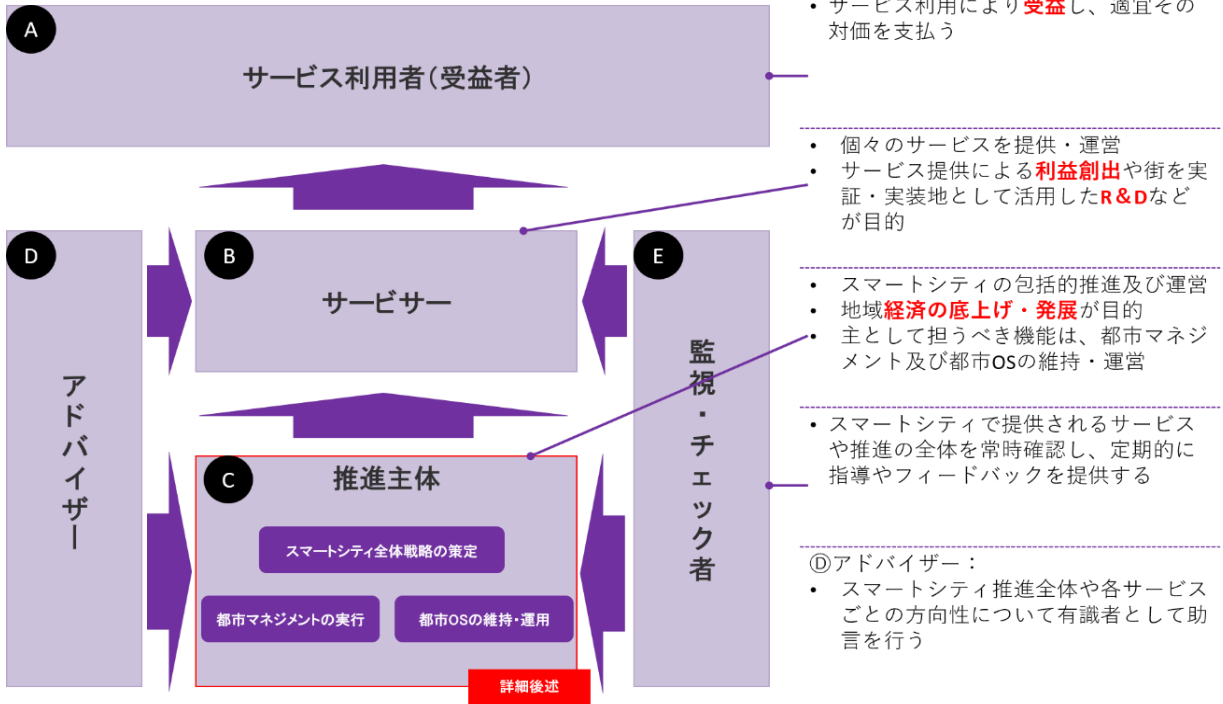 A
サービス利用者（受益者）
D
アドバイザー
B
サービサー
E
監視・チェック者
C
推進主体
スマートシティ全体戦略の策定
都市マネジメントの実行
都市OSの維持・運用
詳細後述
• サービス利用により受益し、適宜その
対価を支払う
• 個々のサービスを提供・運営
• サービス提供による利益創出や街を実
証・実装地として活用したR＆Dなど
が目的
• スマートシティの包括的推進及び運営
• 地域経済の底上げ・発展が目的
• 主として担うべき機能は、都市マネジ
メント及び都市OSの維持・運営
• スマートシティで提供されるサービス
や推進の全体を常時確認し、定期的に
指導やフィードバックを提供する
Ⓓアドバイザー：
• スマートシティ推進全体や各サービス
ごとの方向性について有識者として助
言を行う